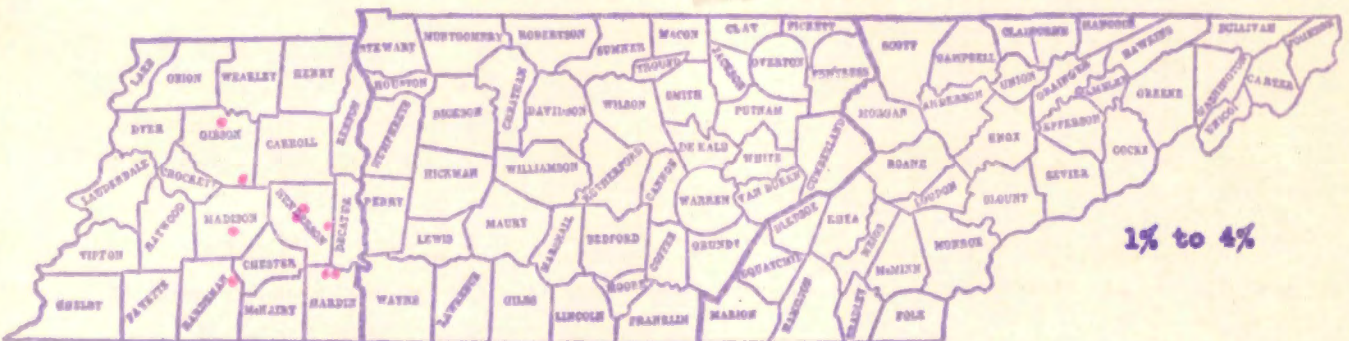 LAKE
OBION
WEAKLEY
HENRY
STEWART
MONTGOMERY
ROBERTSON
SUMNER
MACON
CLAY
PICKETT
SCOTT
CAMPBELL
CLAIBORNE
HANCOCK
HAWKINS
SULLIVAN
JOHNSON
HOUSTON
TROUSDALE
JACKSON
OVERTON
FENTRESS
UNION
GRAINGER
HAMBLEN
GREENE
WASHINGTON
CARTER
UNICOI
DYER
GIBSON
CARROLL
BENTON
HUMPHREYS
DICKSON
CHEATHAM
DAVIDSON
WILSON
SMITH
PUTNAM
MORGAN
ANDERSON
KNOX
JEFFERSON
COCKE
LAUDERDALE
CROCKETT
HICKMAN
WILLIAMSON
RUTHERFORD
CANNON
DE KALB
WHITE
CUMBERLAND
ROANE
LOUDON
BLOUNT
SEVIER
TIPTON
HAYWOOD
MADISON
HENDERSON
DECATUR
PERRY
LEWIS
MAURY
MARSHALL
BEDFORD
COFFEE
WARREN
VAN BUREN
BLEDSOE
RHEA
MEIGS
MONROE
1% to 4%
CHESTER
GRUNDY
SEQUATCHIE
McMINN
SHELBY
FAYETTE
HARDEMAN
McNAIRY
HARDIN
WAYNE
LAWRENCE
GILES
LINCOLN
MOORE
FRANKLIN
MARION
HAMILTON
BRADLEY
POLK